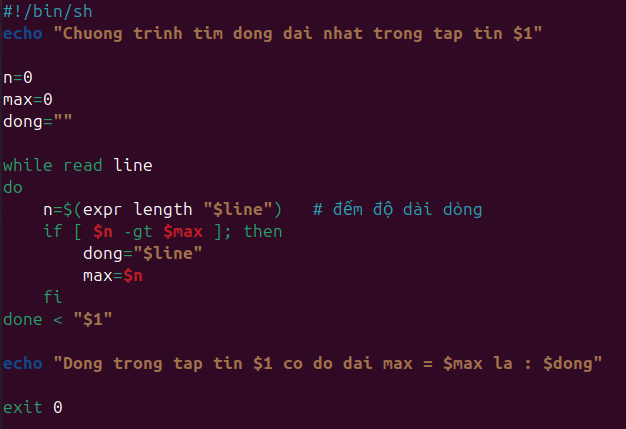 #!/bin/sh
echo "Chuong trinh tim dong dai nhat trong tap tin $1"
n=0
max=0
dong=""
while read line
do
n=$(expr length "$line")   # đếm độ dài dòng
if [ $n -gt $max ]; then
dong="$line"
max=$n
fi
done < "$1"
echo "Dong trong tap tin $1 co do dai max = $max la : $dong"
exit 0